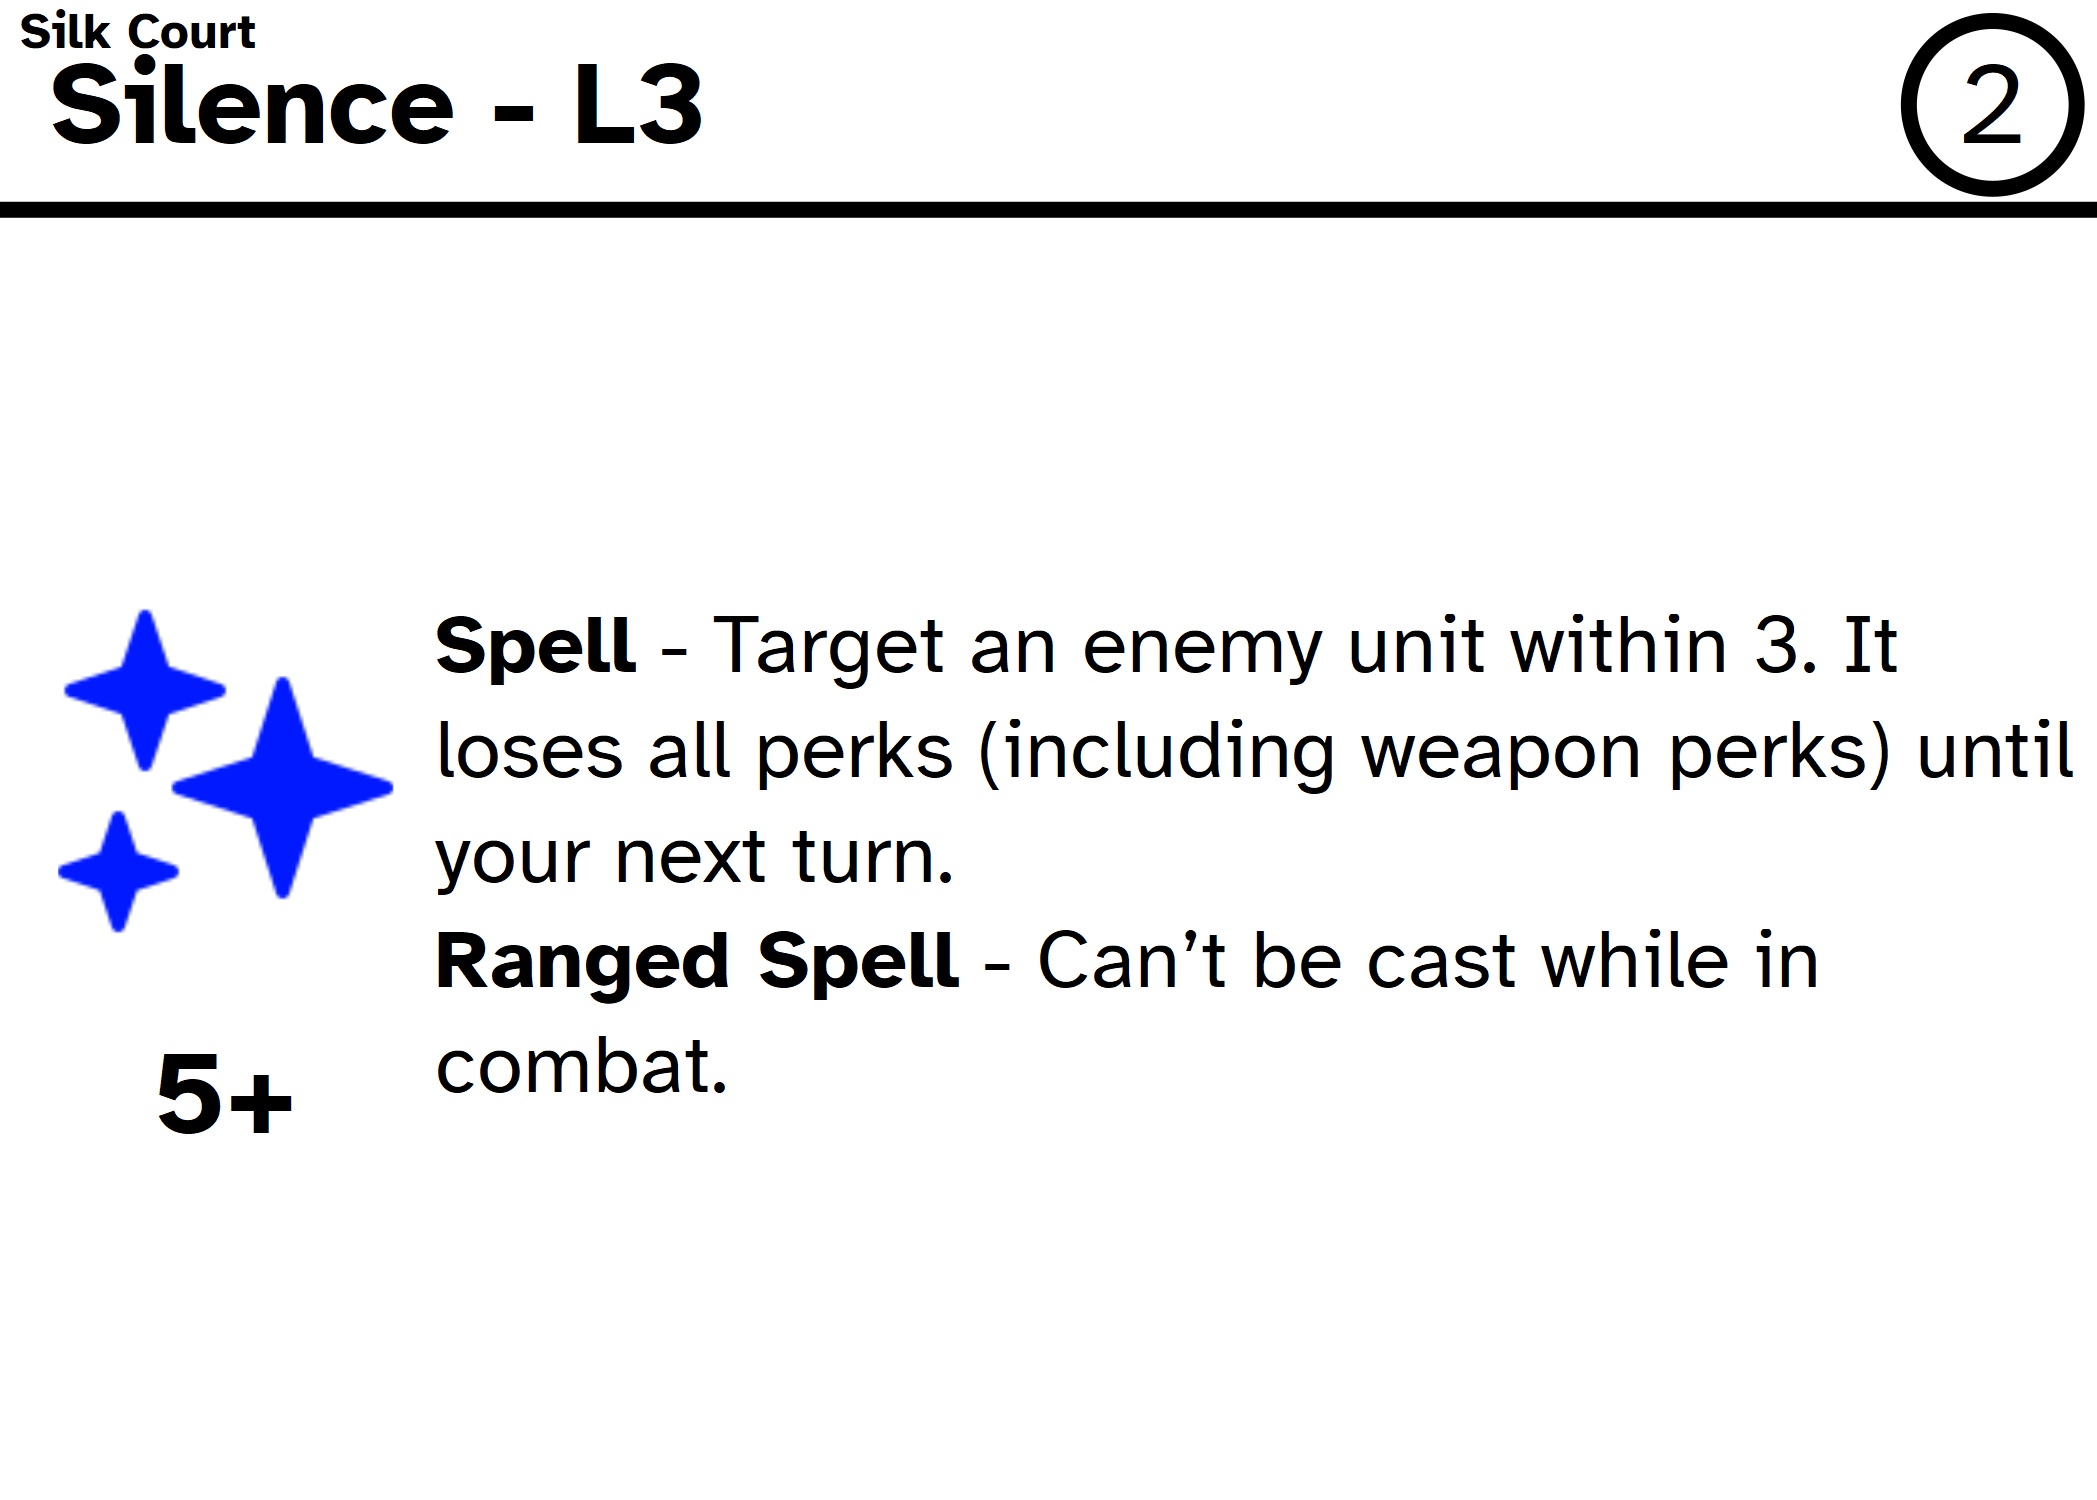 Silk Court
Silence - L3
2
Spell - Target an enemy unit within 3. It
loses all perks (including weapon perks) until
your next turn.
Ranged Spell - Can’t be cast while in
combat.
5+